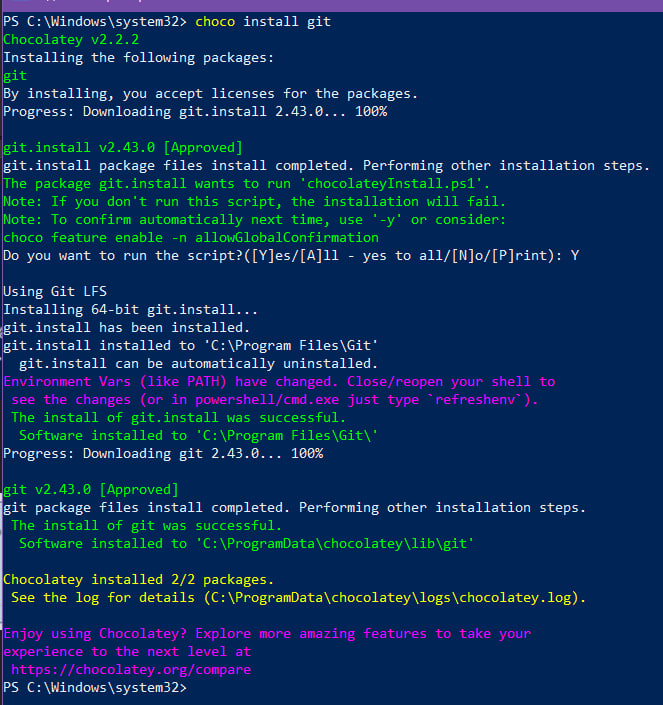 PS C:\Windows\system32> choco install git
Chocolatey v2.2.2
Installing the following packages:
git
By installing, you accept licenses for the packages.
Progress: Downloading git.install 2.43.0... 100%
git.install v2.43.0 [Approved]
git.install package files install completed. Performing other installation steps.
The package git.install wants to run 'chocolateyInstall.ps1'.
Note: If you don't run this script, the installation will fail.
Note: To confirm automatically next time, use '-y' or consider:
choco feature enable -n allowGlobalConfirmation
Do you want to run the script?([Y]es/[A]ll - yes to all/[N]o/[P]rint): Y
Using Git LFS
Installing 64-bit git.install...
git.install has been installed.
git.install installed to 'C:\Program Files\Git'
  git.install can be automatically uninstalled.
Environment Vars (like PATH) have changed. Close/reopen your shell to
 see the changes (or in powershell/cmd.exe just type `refreshenv`).
 The install of git.install was successful.
  Software installed to 'C:\Program Files\Git\'
Progress: Downloading git 2.43.0... 100%
git v2.43.0 [Approved]
git package files install completed. Performing other installation steps.
 The install of git was successful.
  Software installed to 'C:\ProgramData\chocolatey\lib\git'
Chocolatey installed 2/2 packages.
 See the log for details (C:\ProgramData\chocolatey\logs\chocolatey.log).
Enjoy using Chocolatey? Explore more amazing features to take your
experience to the next level at
 https://chocolatey.org/compare
PS C:\Windows\system32>